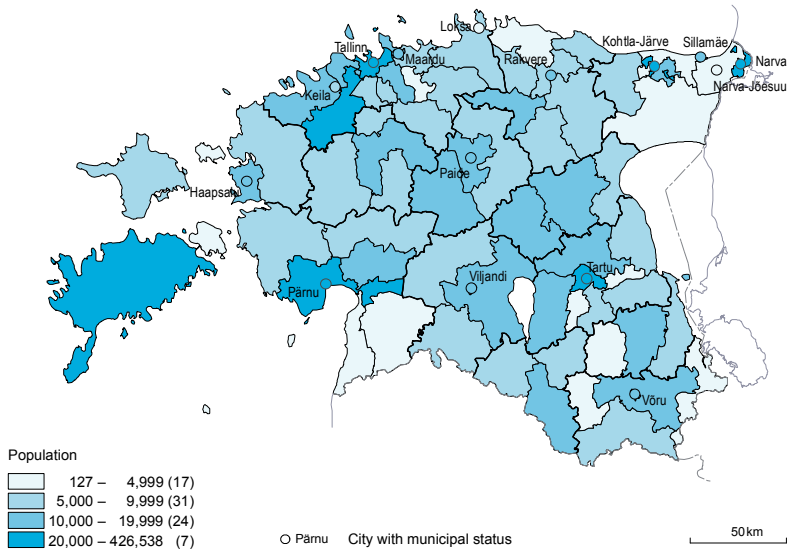 Loksa
Tallinn
Maardu
Rakvere
Kohtla-Järve
Sillamäe
Narva
Narva-Jõesuu
Keila
Paide
Haapsalu
Pärnu
Viljandi
Tartu
Võru
Population
127 – 4,999 (17)
5,000 – 9,999 (31)
10,000 – 19,999 (24)
20,000 – 426,538 (7)
Pärnu City with municipal status
50 km